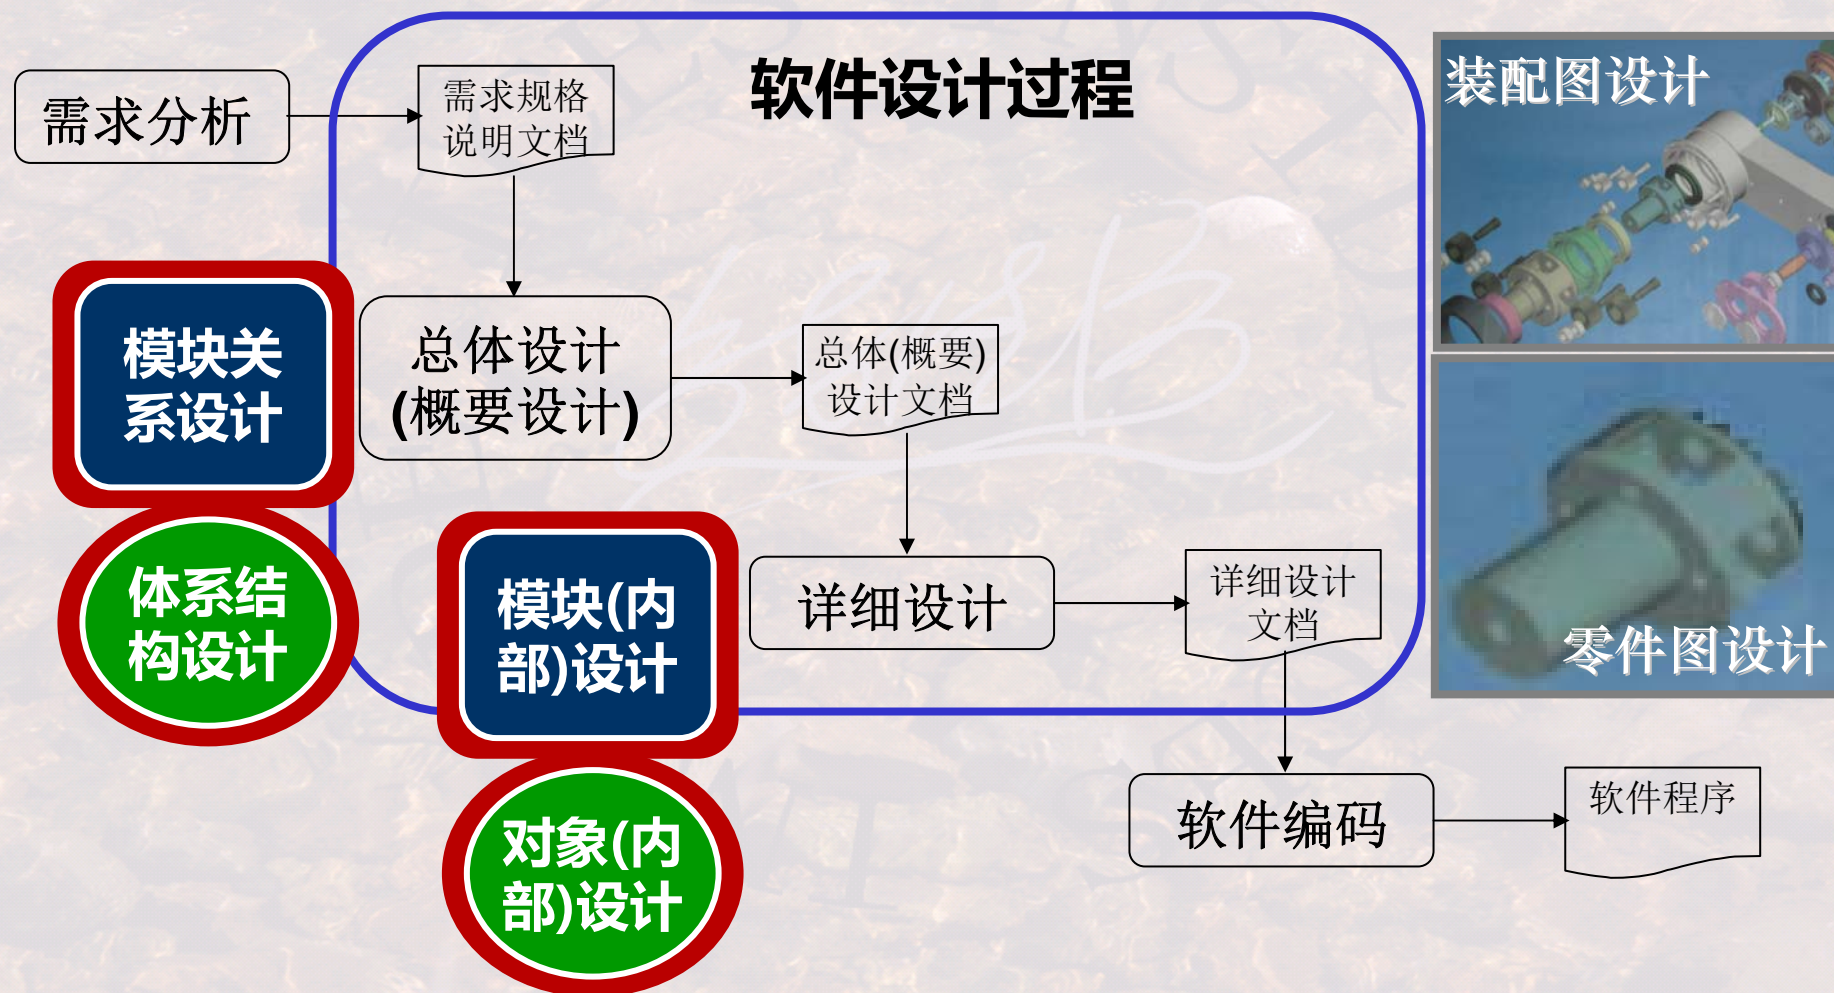 软件设计过程
需求分析
需求规格
说明文档
装配图设计
模块关
系设计
总体设计
(概要设计)
总体(概要)
设计文档
体系结
构设计
模块(内
部)设计
详细设计
详细设计
文档
零件图设计
对象(内
部)设计
软件编码
软件程序